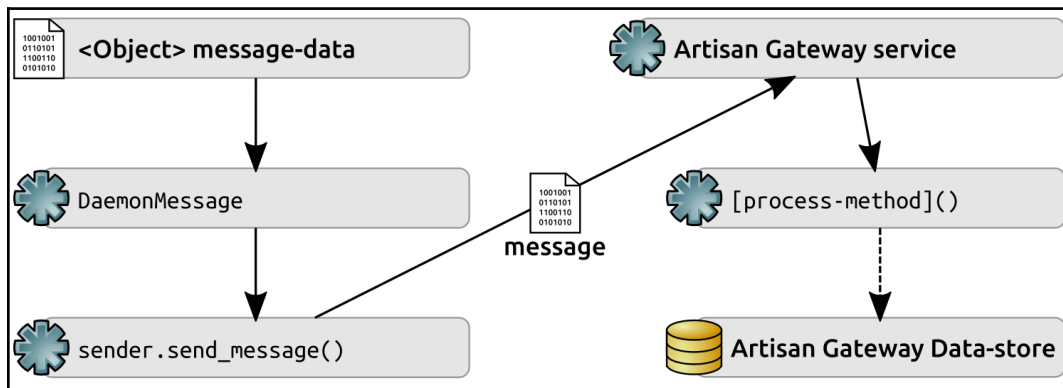 1001001
0110101
1100110
0101010
<Object> message-data
DaemonMessage
sender.send_message()
1001001
0110101
1100110
0101010
message
Artisan Gateway service
[process-method]()
Artisan Gateway Data-store